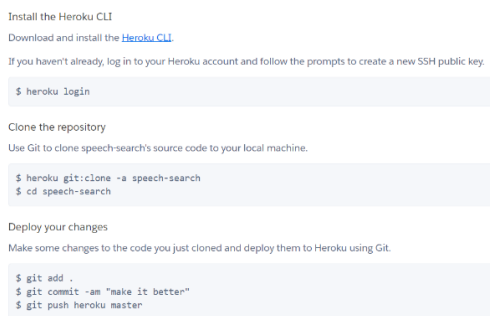 Install the Heroku CLI
Download and install the Heroku CLI.
If you haven't already, log in to your Heroku account and follow the prompts to create a new SSH public key.
$ heroku login
Clone the repository
Use Git to clone speech-search's source code to your local machine.
$ heroku git:clone -a speech-search
$ cd speech-search
Deploy your changes
Make some changes to the code you just cloned and deploy them to Heroku using Git.
$ git add .
$ git commit -am "make it better"
$ git push heroku master